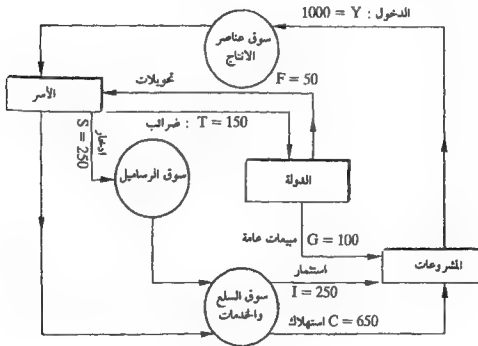 الدخول : 1000 = Y
سوق عناصر
الانتاج
تحويلات
F = 50
الأسر
ضرائب : T = 150
ادخار
S = 250
سوق الرساميل
الدولة
مبيعات عامة G = 100
المشروعات
استثمار
I = 250
سوق السلع
والخدمات
استهلاك C = 650